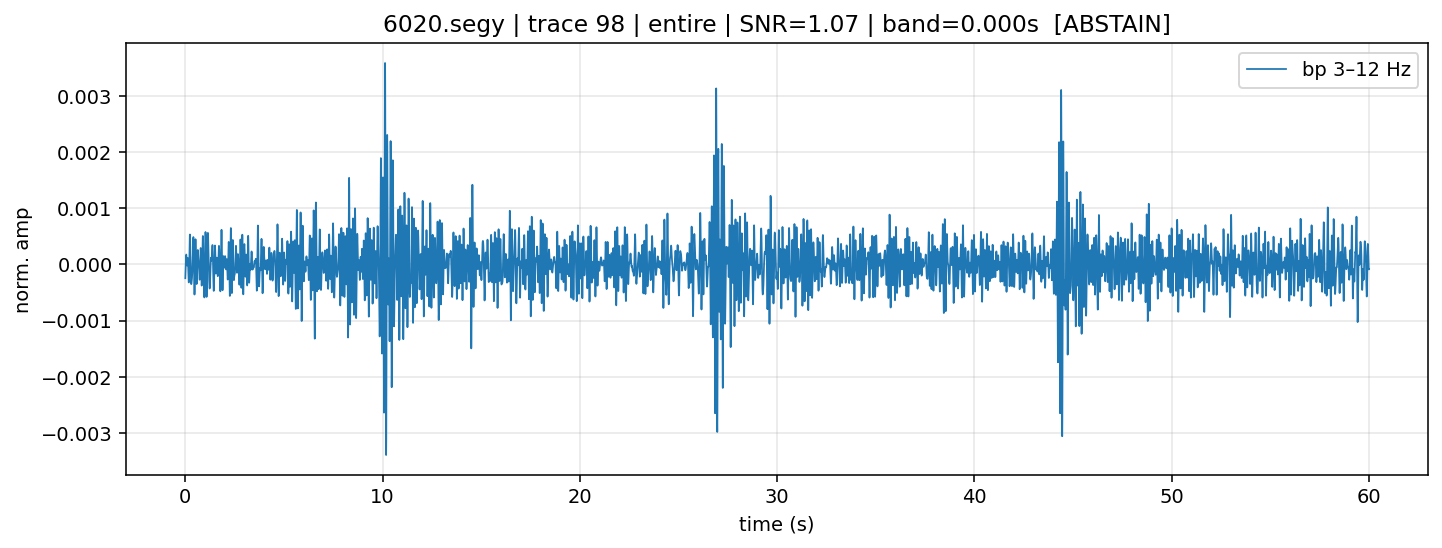 6020.segy | trace 98 | entire | SNR=1.07 | band=0.000s  [ABSTAIN]
bp 3–12 Hz
0.003
0.002
0.001
0.000
−0.001
−0.002
−0.003
norm. amp
0 10 20 30 40 50 60
time (s)